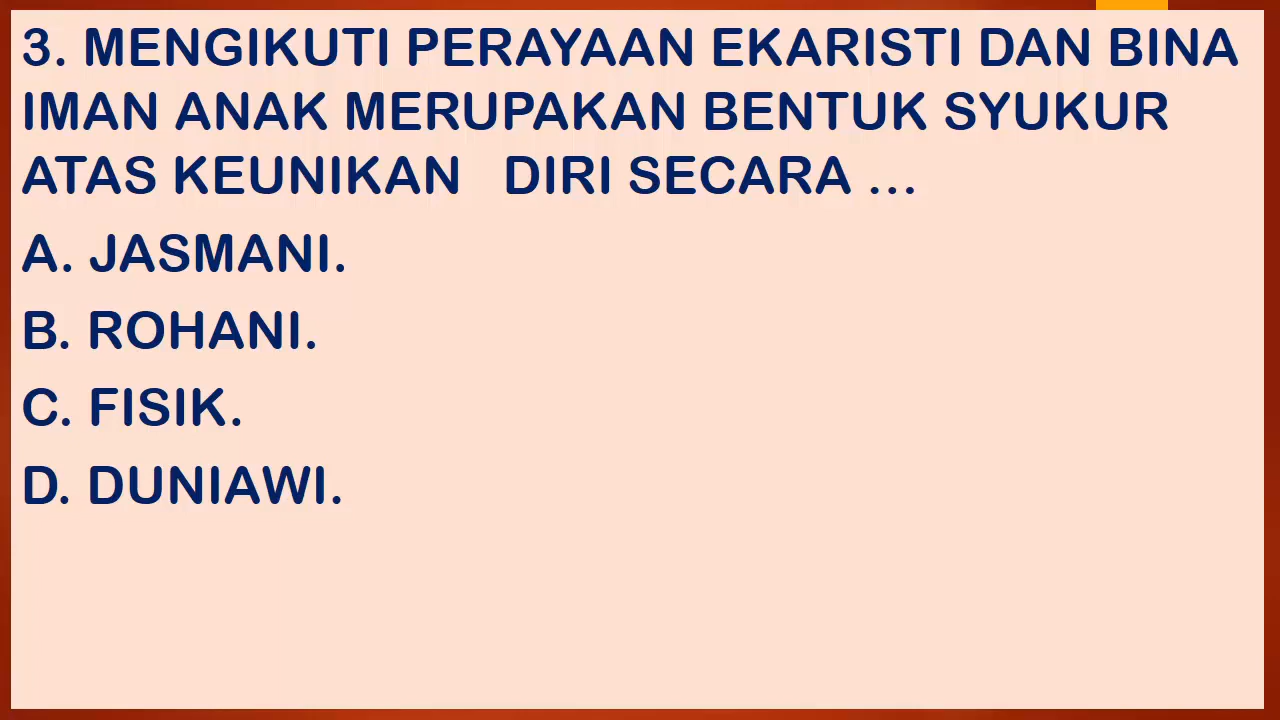 3. MENGIKUTI PERAYAAN EKARISTI DAN BINA
IMAN ANAK MERUPAKAN BENTUK SYUKUR
ATAS KEUNIKAN DIRI SECARA ...
A. JASMANI.
B. ROHANI.
C. FISIK.
D. DUNIAWI.